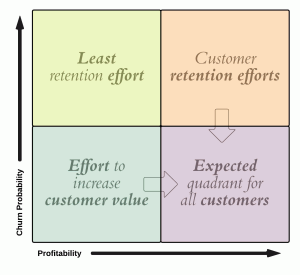 Least
retention effort
Customer
retention efforts
Effort to
increase
customer value
Expected
quadrant for
all customers
Churn Probability
Profitability